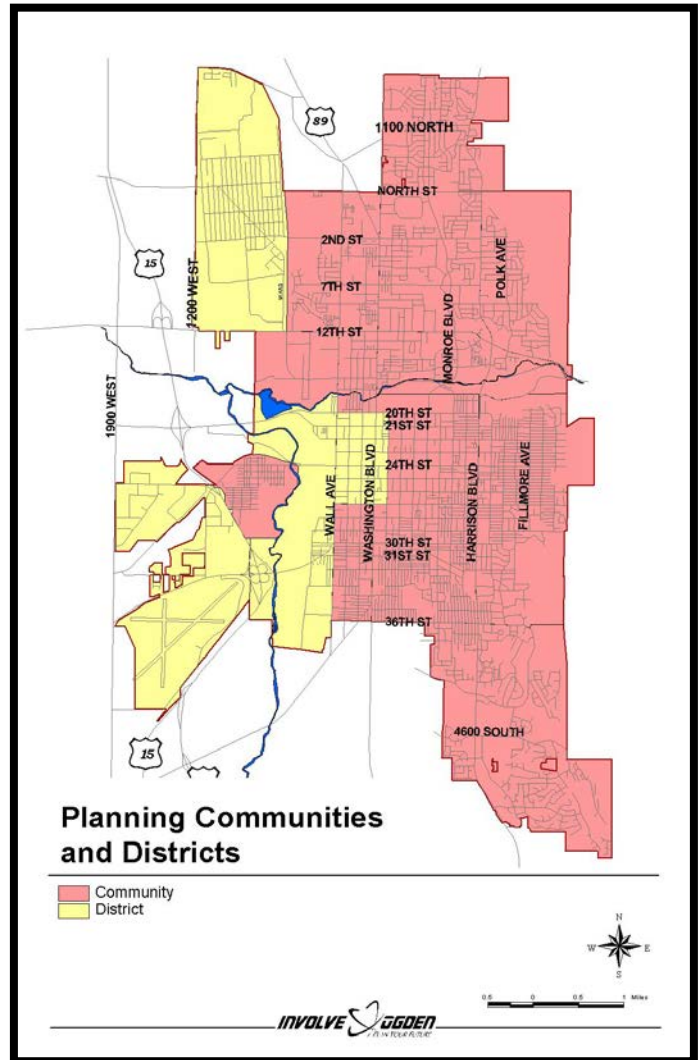 89
1100 NORTH
NORTH ST
2ND ST
POLK AVE
15
7TH ST
1200 WEST
12TH ST
MONROE BLVD
1900 WEST
20TH ST
21ST ST
24TH ST
WALL AVE
WASHINGTON BLVD
HARRISON BLVD
FILLMORE AVE
30TH ST
31ST ST
36TH ST
4600 SOUTH
15
Planning Communities
and Districts
Community
District
N
W E
S
0.5 0 0.5 1 Miles
INVOLVE OGDEN